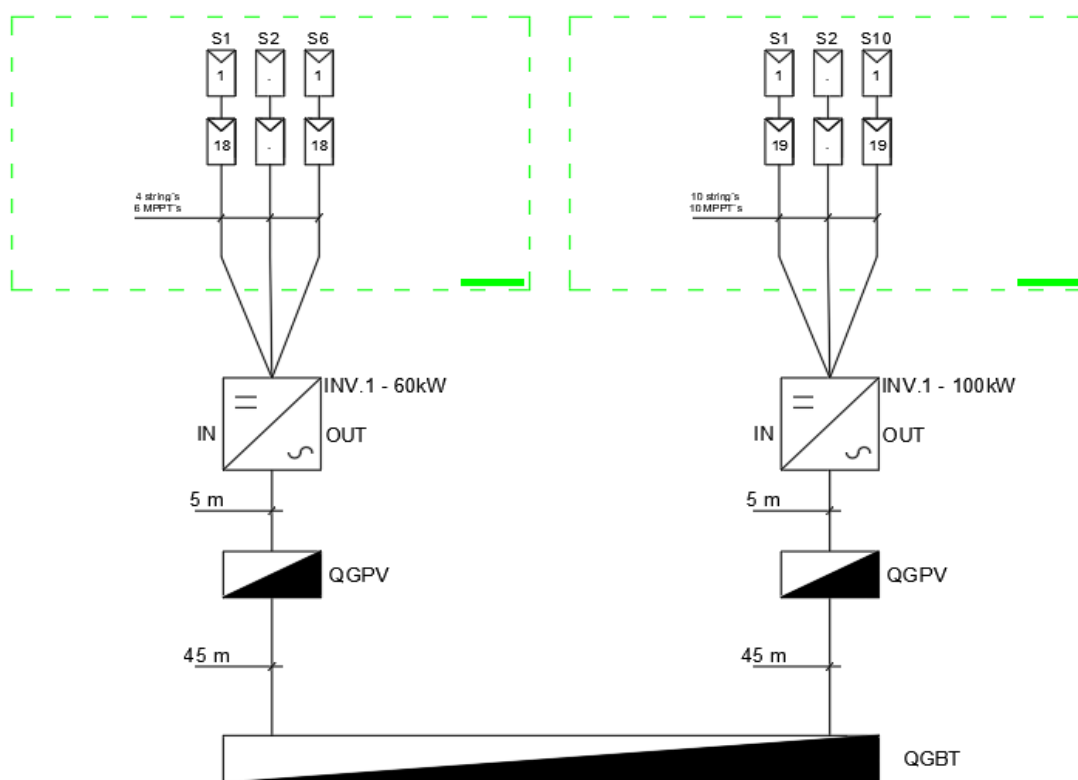 S1 S2 S6
1 . 1
18 . 18
4 string`s
6 MPPT`s
INV.1 - 60kW
IN
OUT
5 m
QGPV
45 m
S1 S2 S10
1 . 1
19 . 19
10 string`s
10 MPPT`s
INV.1 - 100kW
IN
OUT
5 m
QGPV
45 m
QGBT